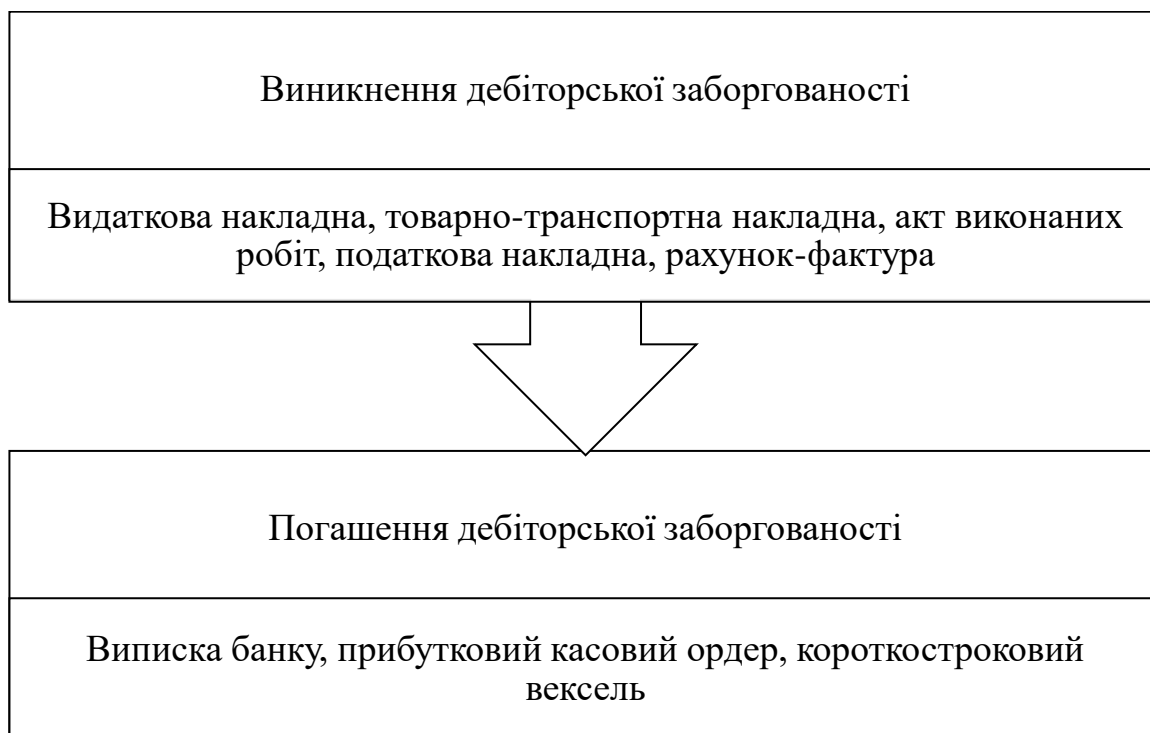 Виникнення дебіторської заборгованості
Видаткова накладна, товарно-транспортна накладна, акт виконаних
робіт, податкова накладна, рахунок-фактура
Погашення дебіторської заборгованості
Виписка банку, прибутковий касовий ордер, короткостроковий
вексель